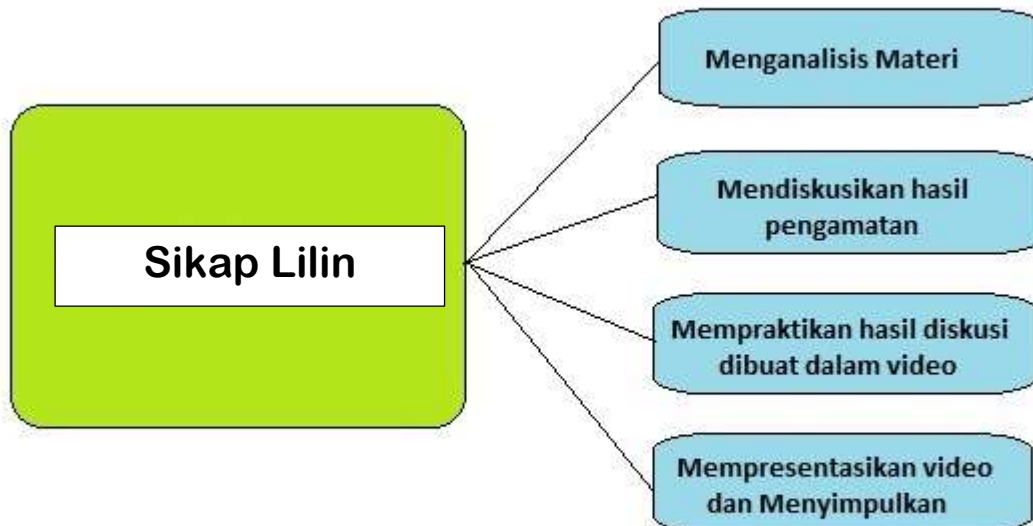 Sikap Lilin
Menganalisis Materi
Mendiskusikan hasil
pengamatan
Mempraktikan hasil diskusi
dibuat dalam video
Mempresentasikan video
dan Menyimpulkan